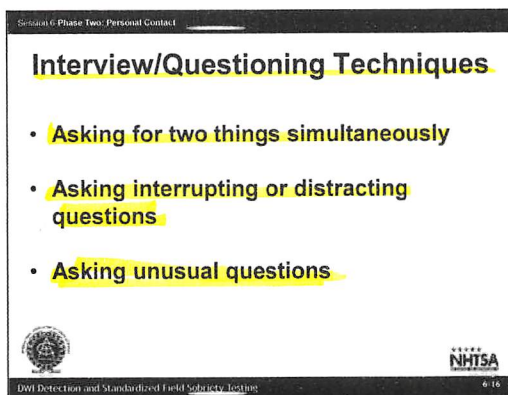 Session 6 Phase Two: Personal Contact
Interview/Questioning Techniques
• Asking for two things simultaneously
• Asking interrupting or distracting
questions
• Asking unusual questions
NHTSA
DWI Detection and Standardized Field Sobriety Testing
6-16